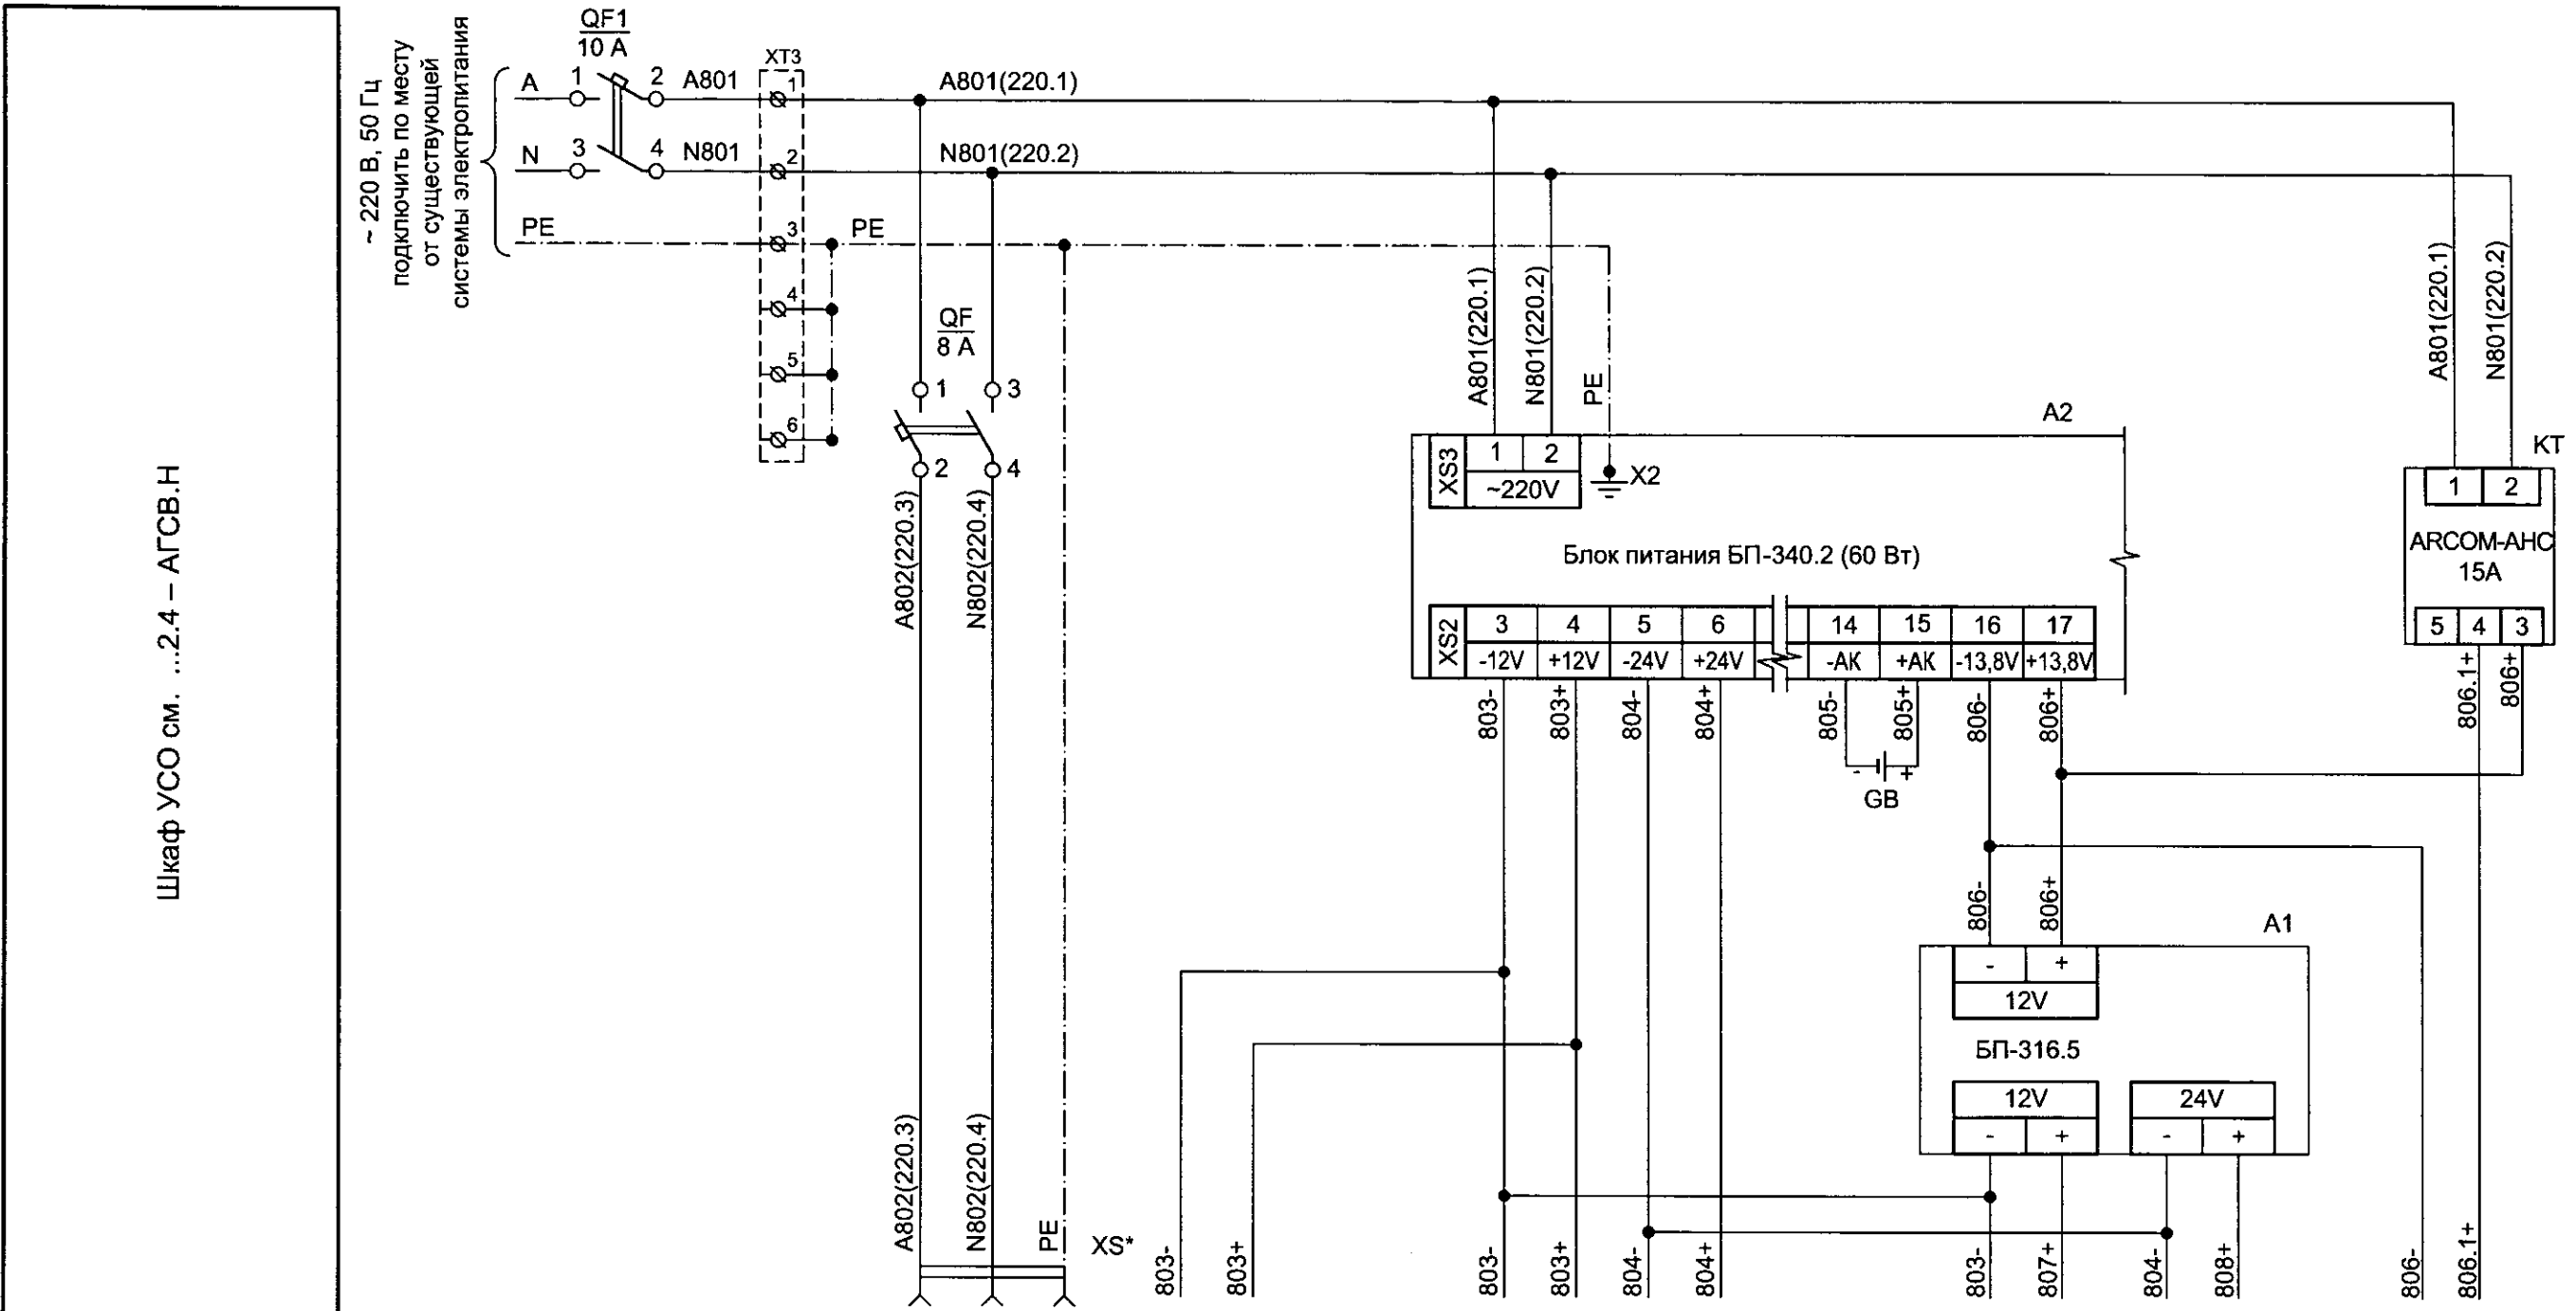 Шкаф УСО см. ...2.4 – АГСВ.Н
~ 220 В, 50 Гц
подключить по месту
от существующей
системы электропитания
QF1
10 А
A
1
2
A801
XT3
1
A801(220.1)
N
3
4
N801
2
N801(220.2)
PE
3
PE
4
5
6
QF
8 А
1
3
2
4
A802(220.3)
N802(220.4)
A802(220.3)
N802(220.4)
PE
XS*
A801(220.1)
N801(220.2)
PE
A801(220.1)
N801(220.2)
A2
XS3
1
2
~220V
X2
Блок питания БП-340.2 (60 Вт)
XS2
3
4
5
6
14
15
16
17
-12V
+12V
-24V
+24V
-АК
+АК
-13,8V
+13,8V
803-
803+
804-
804+
805-
805+
806-
806+
-
+
GB
KT
1
2
ARCOM-AHC
15A
5
4
3
806.1+
806+
806-
806+
A1
-
+
12V
БП-316.5
12V
24V
-
+
-
+
803-
803+
803-
803+
804-
804+
803-
807+
804-
808+
806-
806.1+